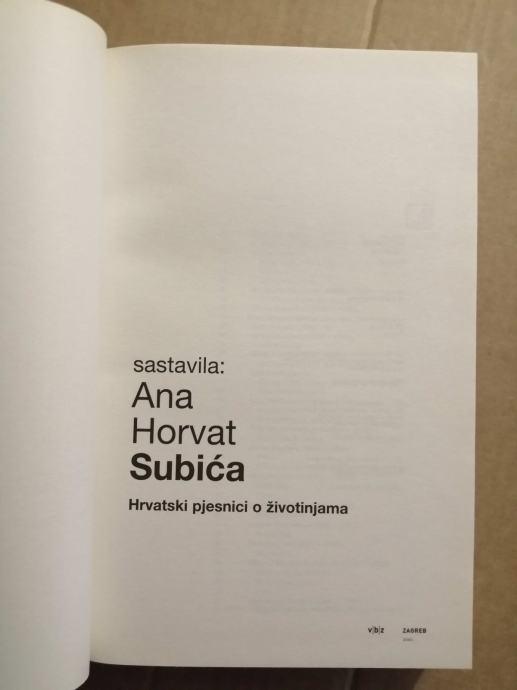 sastavila:
Ana
Horvat
Subića
Hrvatski pjesnici o životinjama
v|b|z ZAGREB